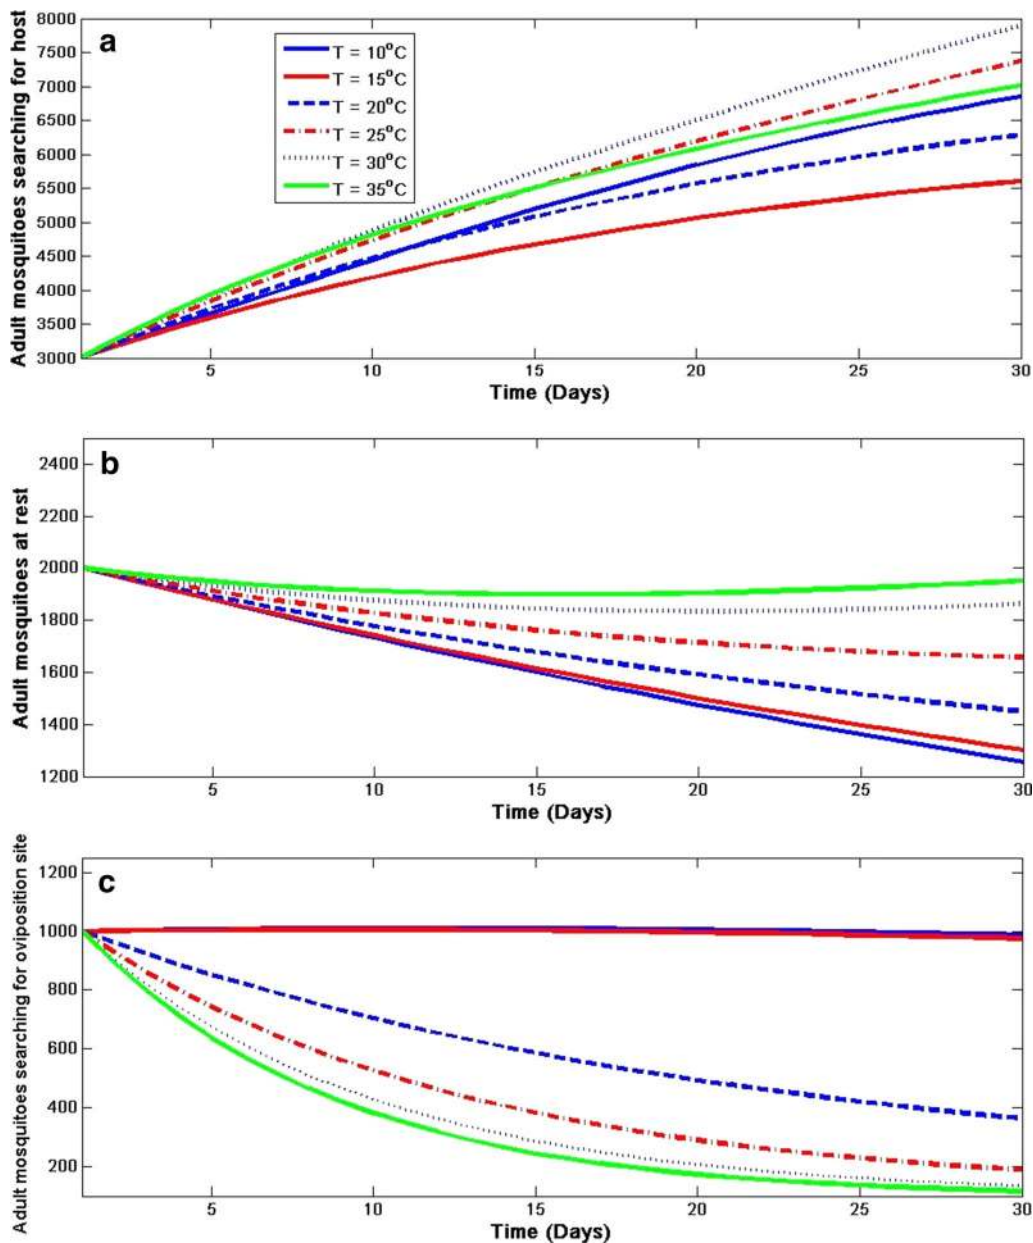 a
T = 10°C
T = 15°C
T = 20°C
T = 25°C
T = 30°C
T = 35°C
Adult mosquitoes searching for host
8000
7500
7000
6500
6000
5500
5000
4500
4000
3500
3000
5 10 15 20 25 30
Time (Days)
b
Adult mosquitoes at rest
2400
2200
2000
1800
1600
1400
1200
5 10 15 20 25 30
Time (Days)
c
Adult mosquitoes searching for oviposition site
1200
1000
800
600
400
200
5 10 15 20 25 30
Time (Days)